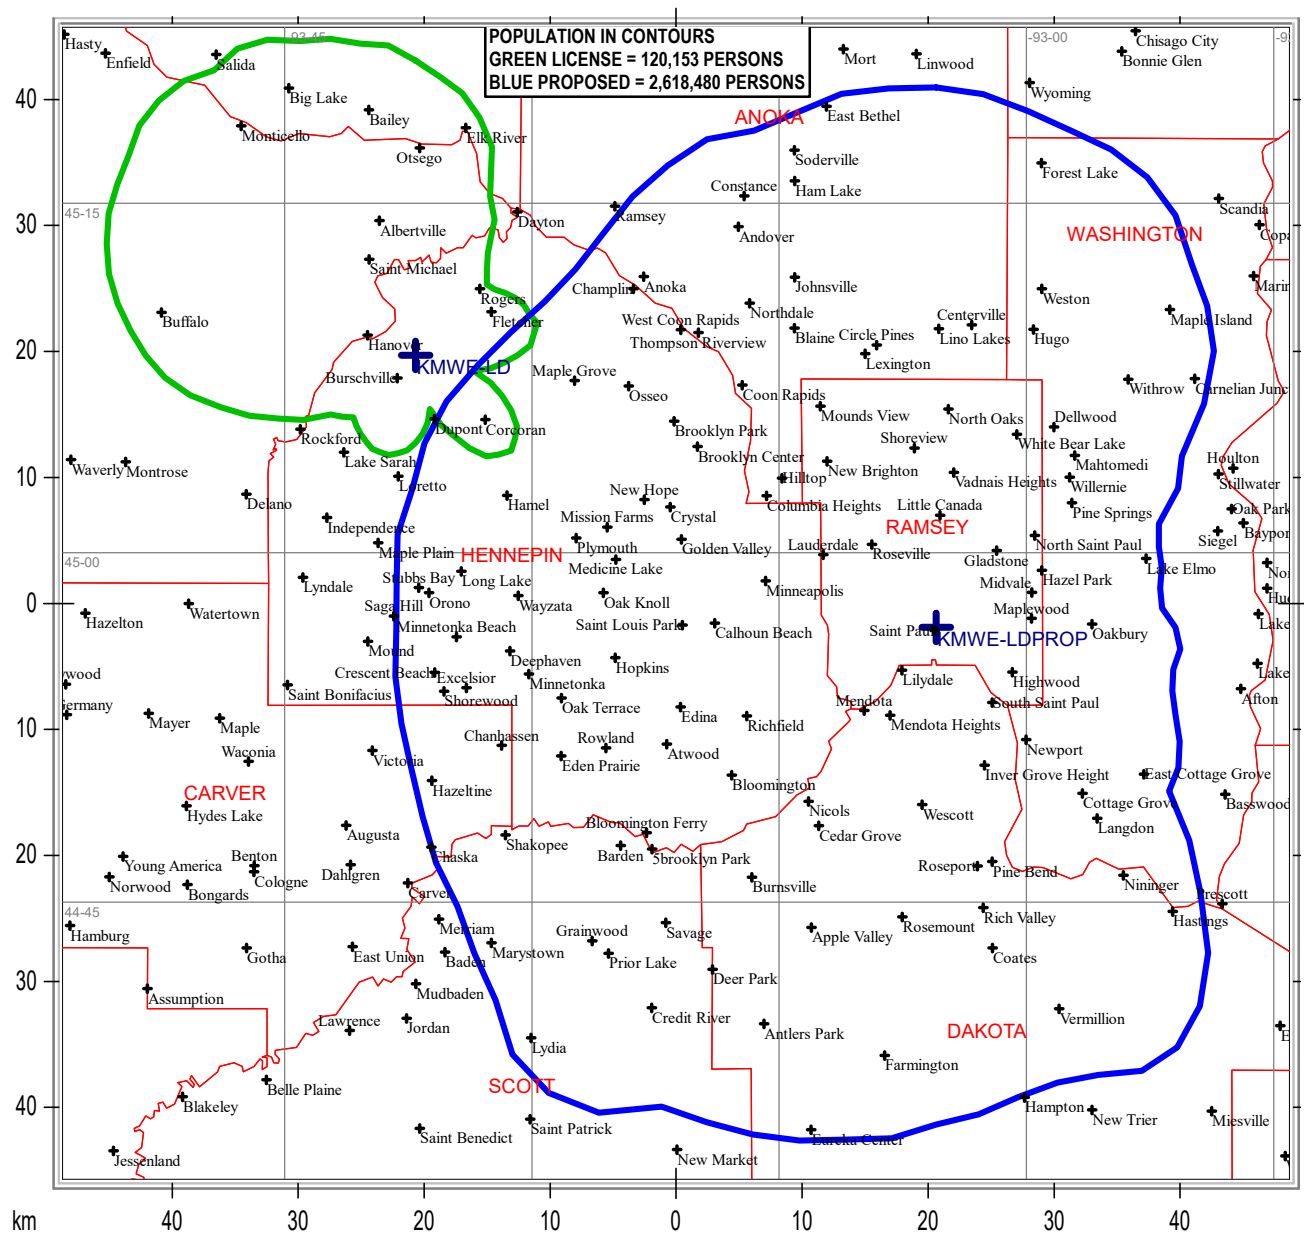 POPULATION IN CONTOURS
GREEN LICENSE = 120,153 PERSONS
BLUE PROPOSED = 2,618,480 PERSONS
Hasty
Enfield
Salida
-93-45
Mort
Linwood
-93-00
Chisago City
Bonnie Glen
Big Lake
Bailey
Wyoming
40
ANOKA
East Bethel
Monticello
Elk River
Otsego
Soderville
Forest Lake
Ham Lake
Constance
45-15
Dayton
Ramsey
Scandia
30
Albertville
Andover
WASHINGTON
Saint Michael
Rogers
Champlin
Anoka
Johnsville
Weston
Buffalo
Fletcher
Northdale
Maple Island
West Coon Rapids
Centerville
Thompson Riverview
Blaine
Circle Pines
Lino Lakes
Hugo
Hanover
20
KMWE-LD
Lexington
Burschville
Maple Grove
Osseo
Coon Rapids
Withrow
Carnelian Junc
Mounds View
North Oaks
Dellwood
Rockford
Dupont
Corcoran
Brooklyn Park
Shoreview
White Bear Lake
Lake Sarah
Brooklyn Center
New Brighton
Mahtomedi
Houlton
Waverly
Montrose
10
Loretto
Hilltop
Vadnais Heights
Willernie
Stillwater
Delano
Hamel
New Hope
Columbia Heights
Little Canada
Pine Springs
Oak Park
Independence
Mission Farms
Crystal
RAMSEY
Siegel
Maple Plain
HENNEPIN
Plymouth
Golden Valley
Lauderdale
Roseville
North Saint Paul
45-00
Medicine Lake
Gladstone
Lake Elmo
Lyndale
Stubbs Bay
Long Lake
Minneapolis
Midvale
Hazel Park
0
Watertown
Orono
Wayzata
Oak Knoll
Maplewood
Hazelton
Saga Hill
Saint Louis Park
Calhoun Beach
Saint Paul
Oakbury
Lake
Minnetonka Beach
KMWE-LDPROP
Mound
Deephaven
Hopkins
Crescent Beach
Excelsior
Minnetonka
Lilydale
Highwood
Lake
Saint Bonifacius
Shorewood
Oak Terrace
Mendota
South Saint Paul
Afton
Germany
Mayer
Maple
Edina
Richfield
Mendota Heights
10
Chanhassen
Rowland
Atwood
Newport
Waconia
Victoria
Eden Prairie
Inver Grove Height
East Cottage Grove
CARVER
Hazeltine
Bloomington
Cottage Grove
Basswood
Hydes Lake
Nicols
Wescott
Langdon
Augusta
Shakopee
Bloomington Ferry
Cedar Grove
20
Young America
Benton
Chaska
Barden
5brooklyn Park
Roseport
Pine Bend
Norwood
Bongards
Cologne
Dahlgren
Carver
Burnsville
Nininger
Prescott
44-45
Hamburg
Merriam
Savage
Apple Valley
Rosemount
Rich Valley
Hastings
Gotha
East Union
Baden
Marystown
Grainwood
Prior Lake
Coates
30
Assumption
Mudbaden
Deer Park
Lawrence
Jordan
Credit River
Antlers Park
Vermillion
Lydia
DAKOTA
Farmington
Belle Plaine
SCOTT
40
Blakeley
Hampton
New Trier
Miesville
Saint Benedict
Saint Patrick
Eureka Center
Jessenland
New Market
km 40 30 20 10 0 10 20 30 40